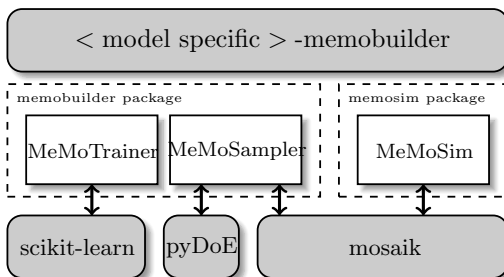 < model specific > -memobuilder
memobuilder package
memosim package
MeMoTrainer
MeMoSampler
MeMoSim
scikit-learn
pyDoE
mosaik